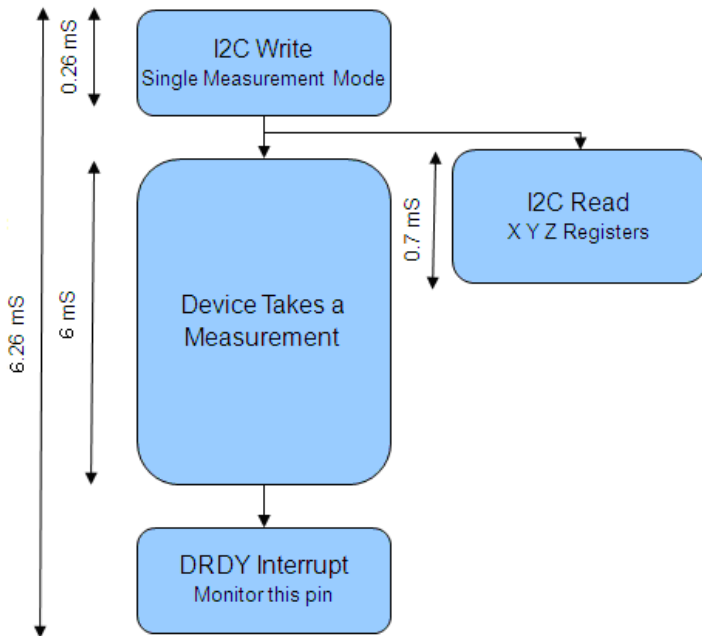 I2C Write
Single Measurement Mode
0.26 mS
I2C Read
X Y Z Registers
0.7 mS
Device Takes a
Measurement
6 mS
6.26 mS
DRDY Interrupt
Monitor this pin